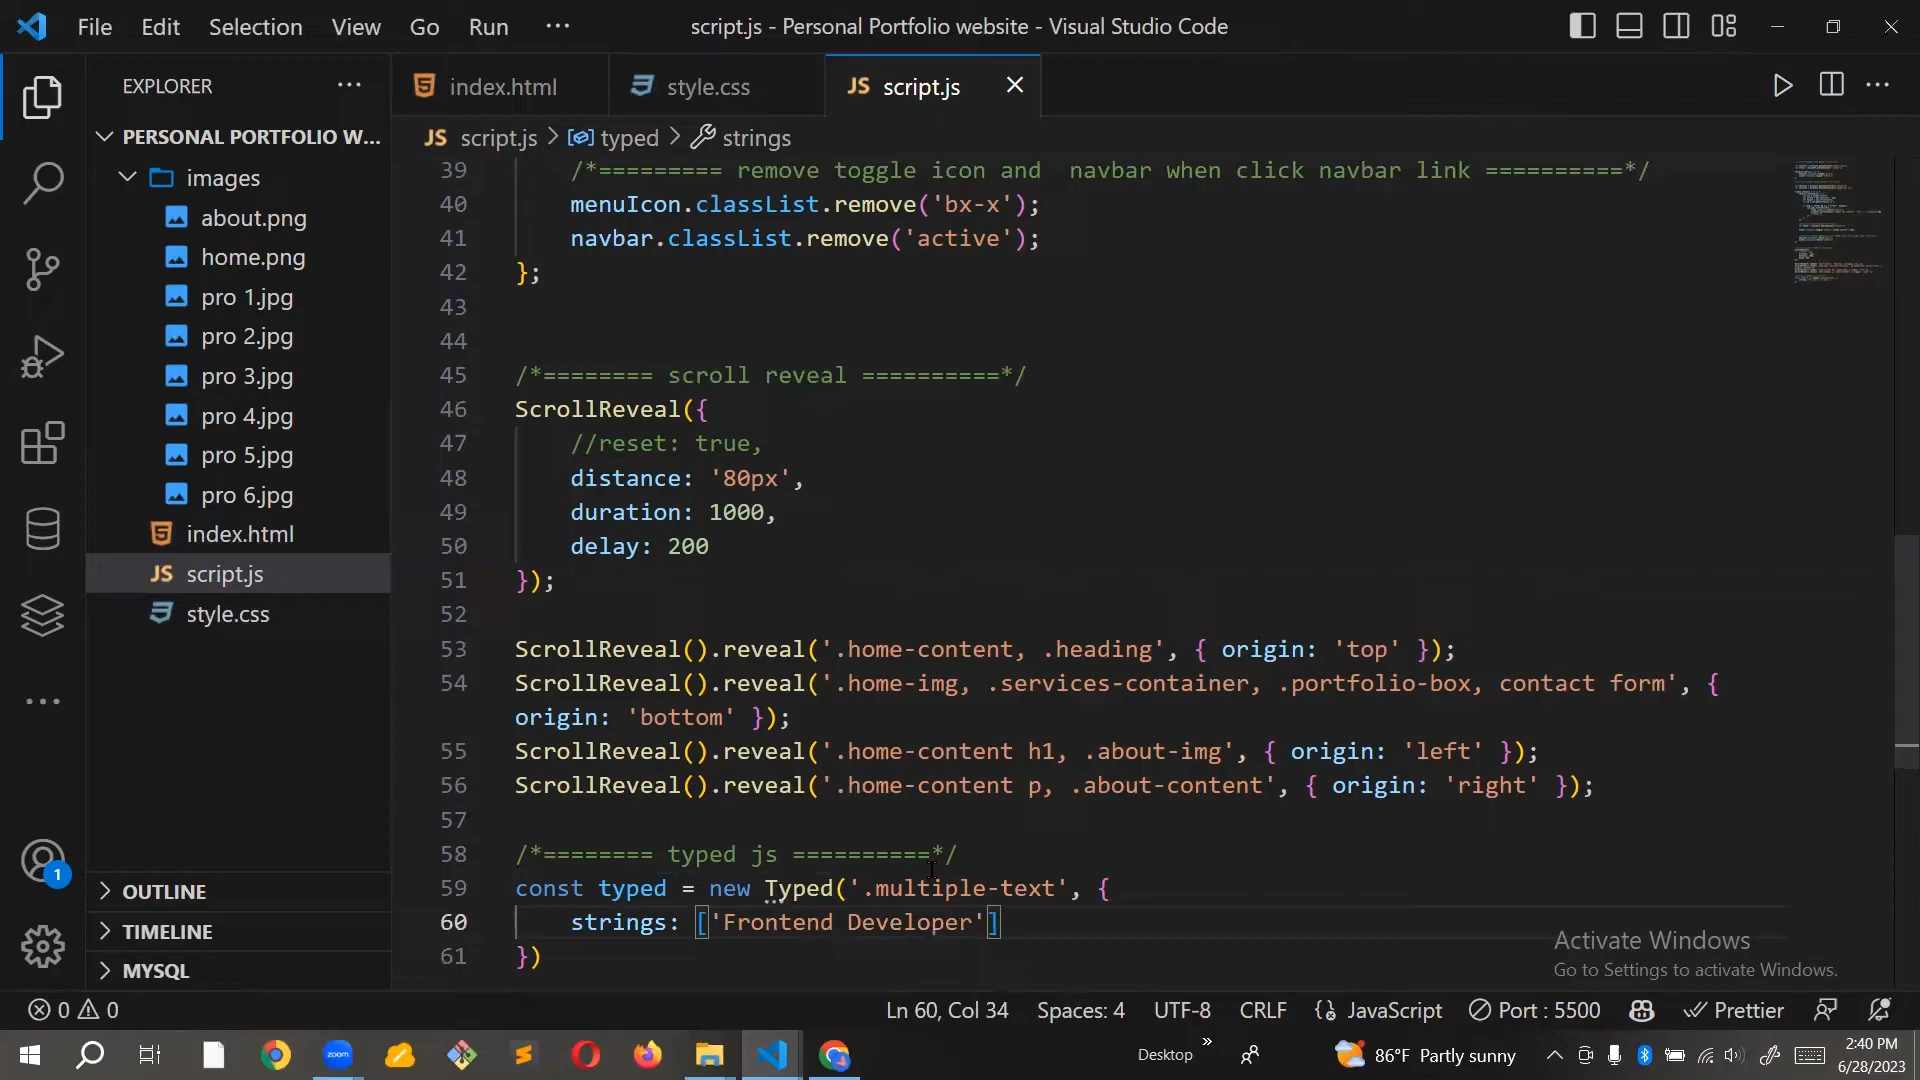 File Edit Selection View Go Run ··· script.js - Personal Portfolio website - Visual Studio Code
EXPLORER ···
index.html
style.css
JS script.js
PERSONAL PORTFOLIO W...
JS script.js > typed > strings
images
about.png
home.png
pro 1.jpg
pro 2.jpg
pro 3.jpg
pro 4.jpg
pro 5.jpg
pro 6.jpg
index.html
JS script.js
style.css
OUTLINE
TIMELINE
MYSQL
1
39 /*========= remove toggle icon and  navbar when click navbar link ==========*/
40 menuIcon.classList.remove('bx-x');
41 navbar.classList.remove('active');
42 };
43
44
45 /*======== scroll reveal ==========*/
46 ScrollReveal({
47 //reset: true,
48 distance: '80px',
49 duration: 1000,
50 delay: 200
51 });
52
53 ScrollReveal().reveal('.home-content, .heading', { origin: 'top' });
54 ScrollReveal().reveal('.home-img, .services-container, .portfolio-box, contact form', {
origin: 'bottom' });
55 ScrollReveal().reveal('.home-content h1, .about-img', { origin: 'left' });
56 ScrollReveal().reveal('.home-content p, .about-content', { origin: 'right' });
57
58 /*======== typed js ==========*/
59 const typed = new Typed('.multiple-text', {
60 strings: ['Frontend Developer']
61 })
Activate Windows
Go to Settings to activate Windows.
0 0 Ln 60, Col 34 Spaces: 4 UTF-8 CRLF JavaScript Port : 5500 Prettier
zoom
Desktop
86°F Partly sunny
2:40 PM
6/28/2023